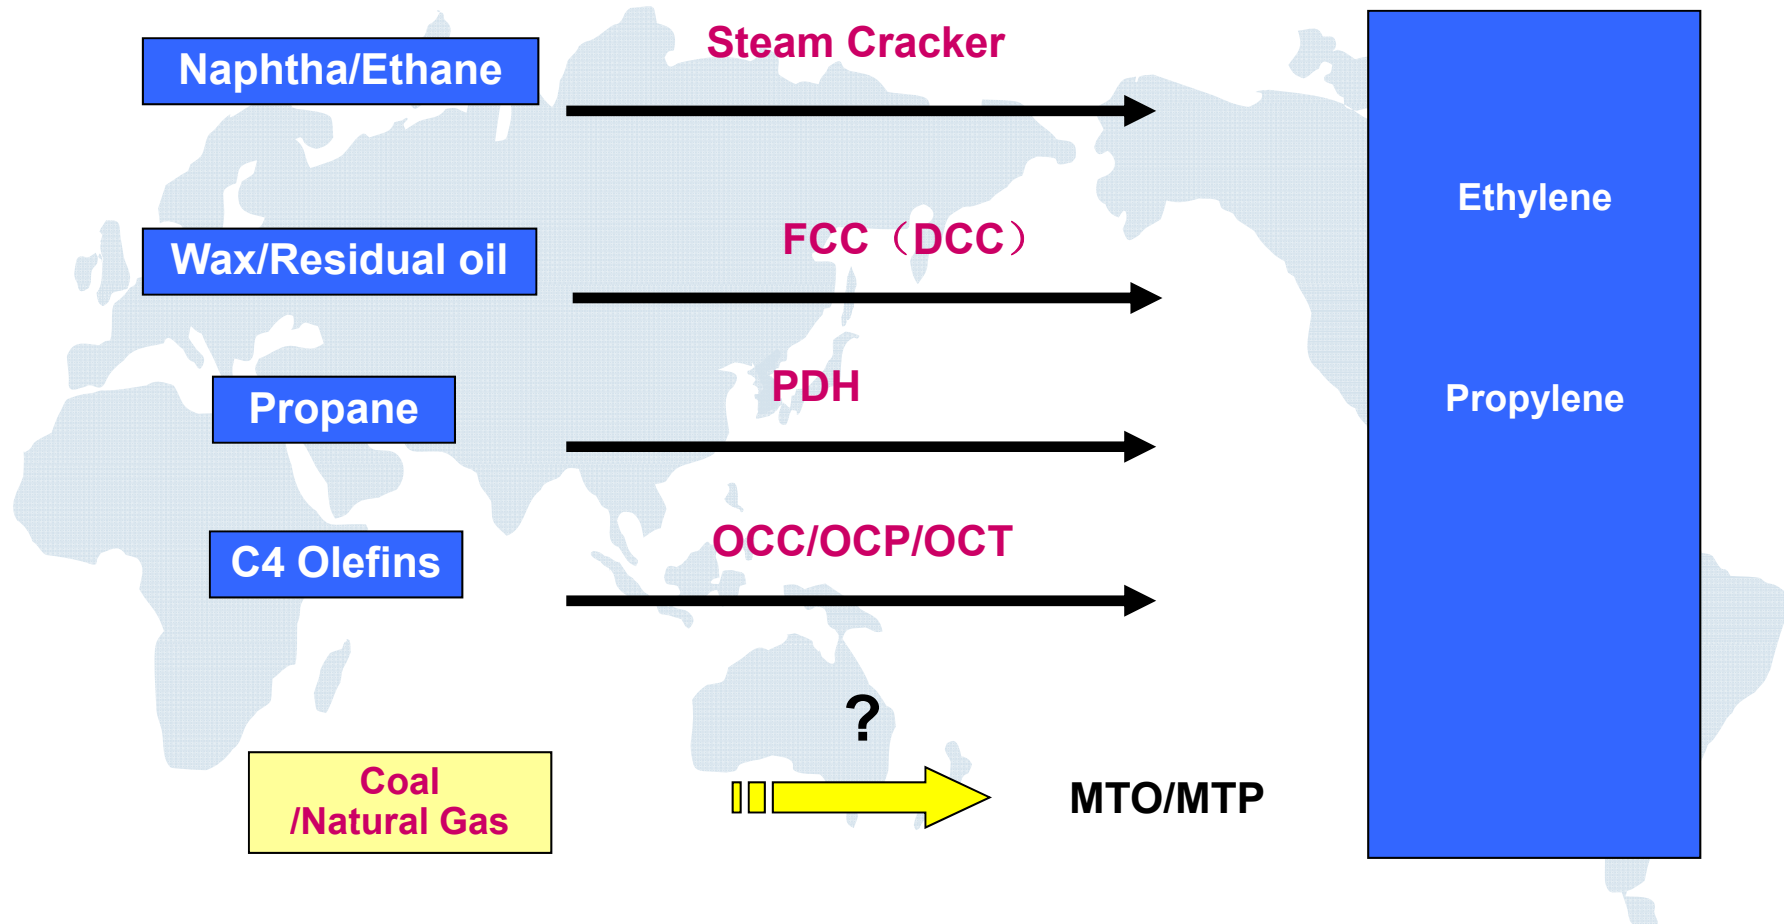 Naphtha/Ethane
Steam Cracker
Wax/Residual oil
FCC（DCC）
Propane
PDH
C4 Olefins
OCC/OCP/OCT
Coal
/Natural Gas
?
MTO/MTP
Ethylene
Propylene